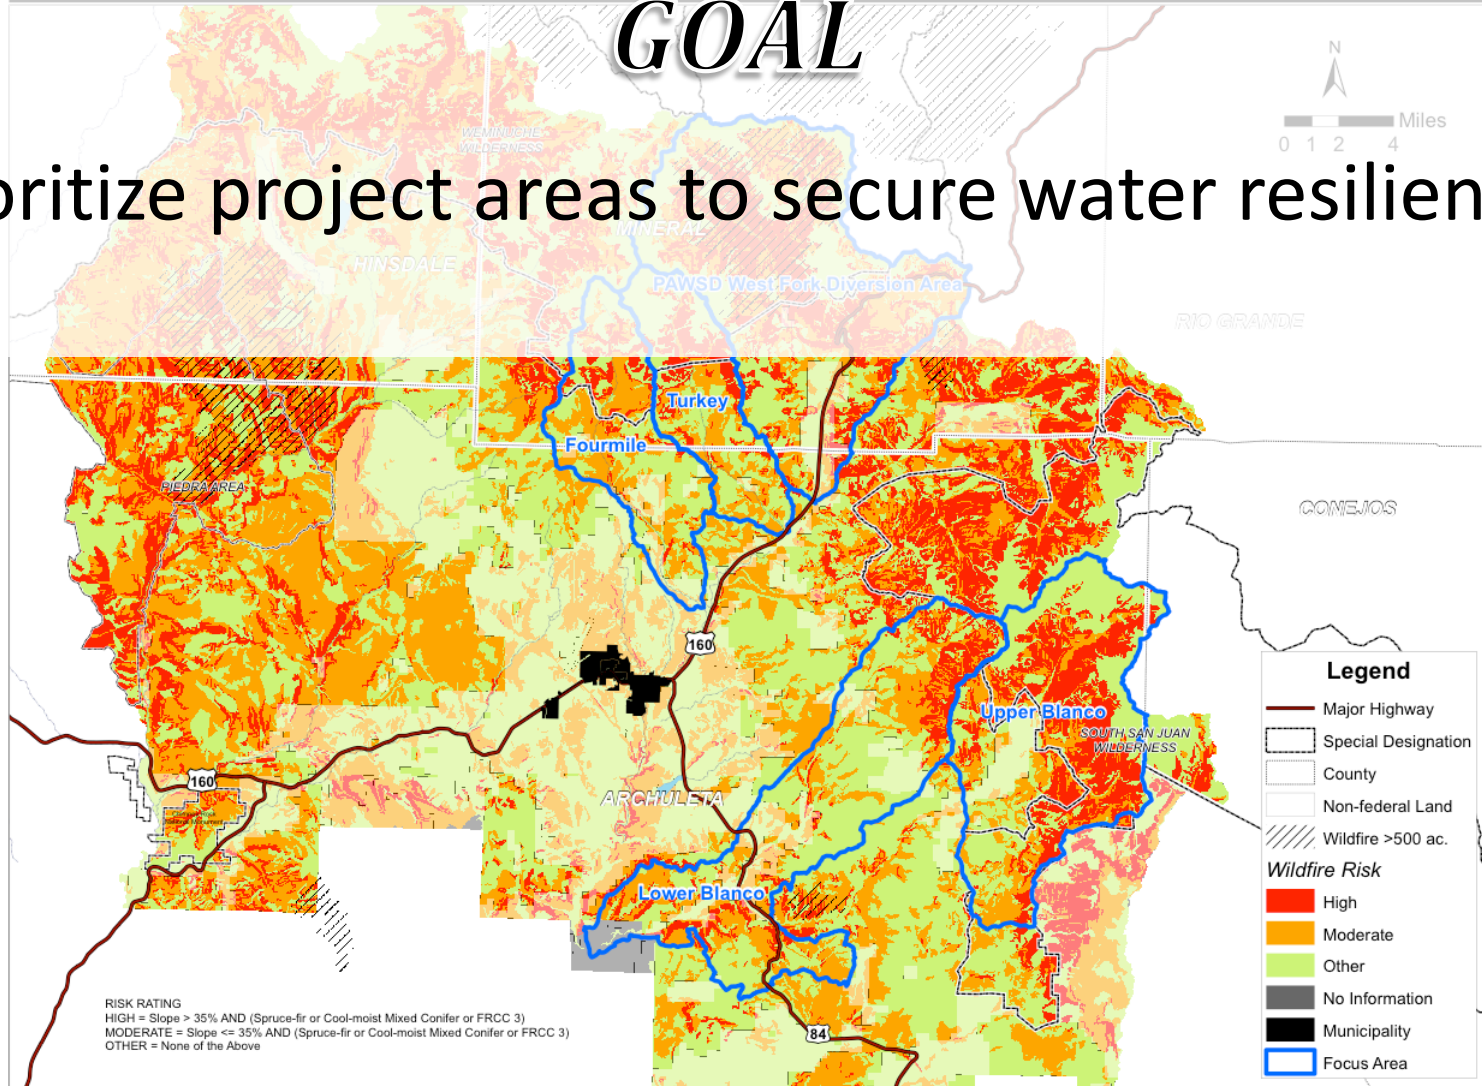 GOAL
N
Miles
0 1 2 4
WEMINUCHE
WILDERNESS
oritize project areas to secure water resilien
MINERAL
HINSDALE
PAWSD West Fork Diversion Area
RIO GRANDE
Turkey
Fourmile
PIEDRA AREA
CONEJOS
160
Upper Blanco
SOUTH SAN JUAN
WILDERNESS
160
ARCHULETA
Lower Blanco
84
Legend
Major Highway
Special Designation
County
Non-federal Land
Wildfire >500 ac.
Wildfire Risk
High
Moderate
Other
No Information
Municipality
Focus Area
RISK RATING
HIGH = Slope > 35% AND (Spruce-fir or Cool-moist Mixed Conifer or FRCC 3)
MODERATE = Slope <= 35% AND (Spruce-fir or Cool-moist Mixed Conifer or FRCC 3)
OTHER = None of the Above